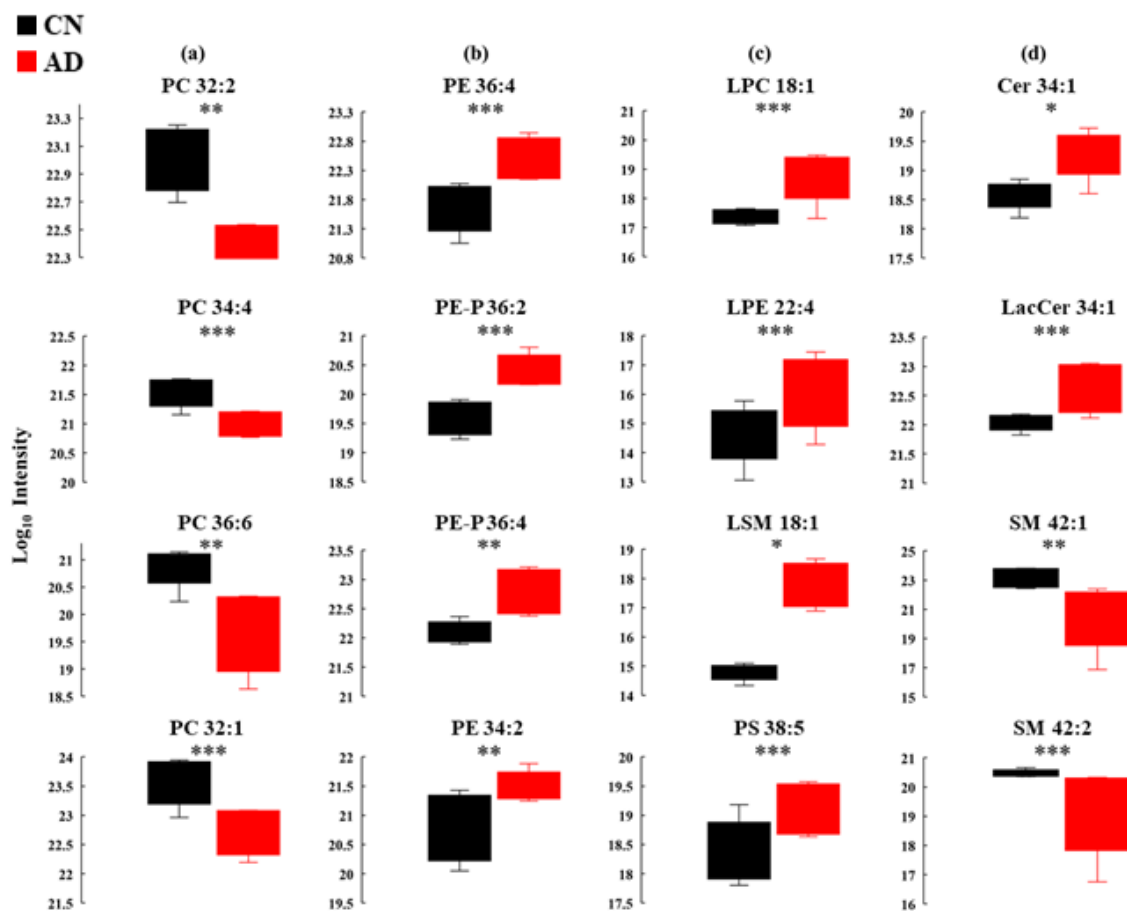 CN
AD
(a) (b) (c) (d)
PC 32:2 PE 36:4 LPC 18:1 Cer 34:1
** *** *** *
23.3 23.1 22.9 22.7 22.5 22.3
23.3 22.8 22.3 21.8 21.3 20.8
21 20 19 18 17 16
20 19.5 19 18.5 18 17.5
PC 34:4 PE-P 36:2 LPE 22:4 LacCer 34:1
*** *** *** ***
22.5 22 21.5 21 20.5 20
21 20.5 20 19.5 19 18.5
18 17 16 15 14 13
23 22.5 22 21.5 21
Log₁₀ Intensity
PC 36:6 PE-P 36:4 LSM 18:1 SM 42:1
** ** * **
21 20.5 20 19.5 19 18.5
23.5 23 22.5 22 21.5 21
19 18 17 16 15 14
25 23 21 19 17 15
PC 32:1 PE 34:2 PS 38:5 SM 42:2
*** ** *** ***
24 23.5 23 22.5 22 21.5
22 21.5 21 20.5 20 19.5
20 19.5 19 18.5 18 17.5
21 20 19 18 17 16